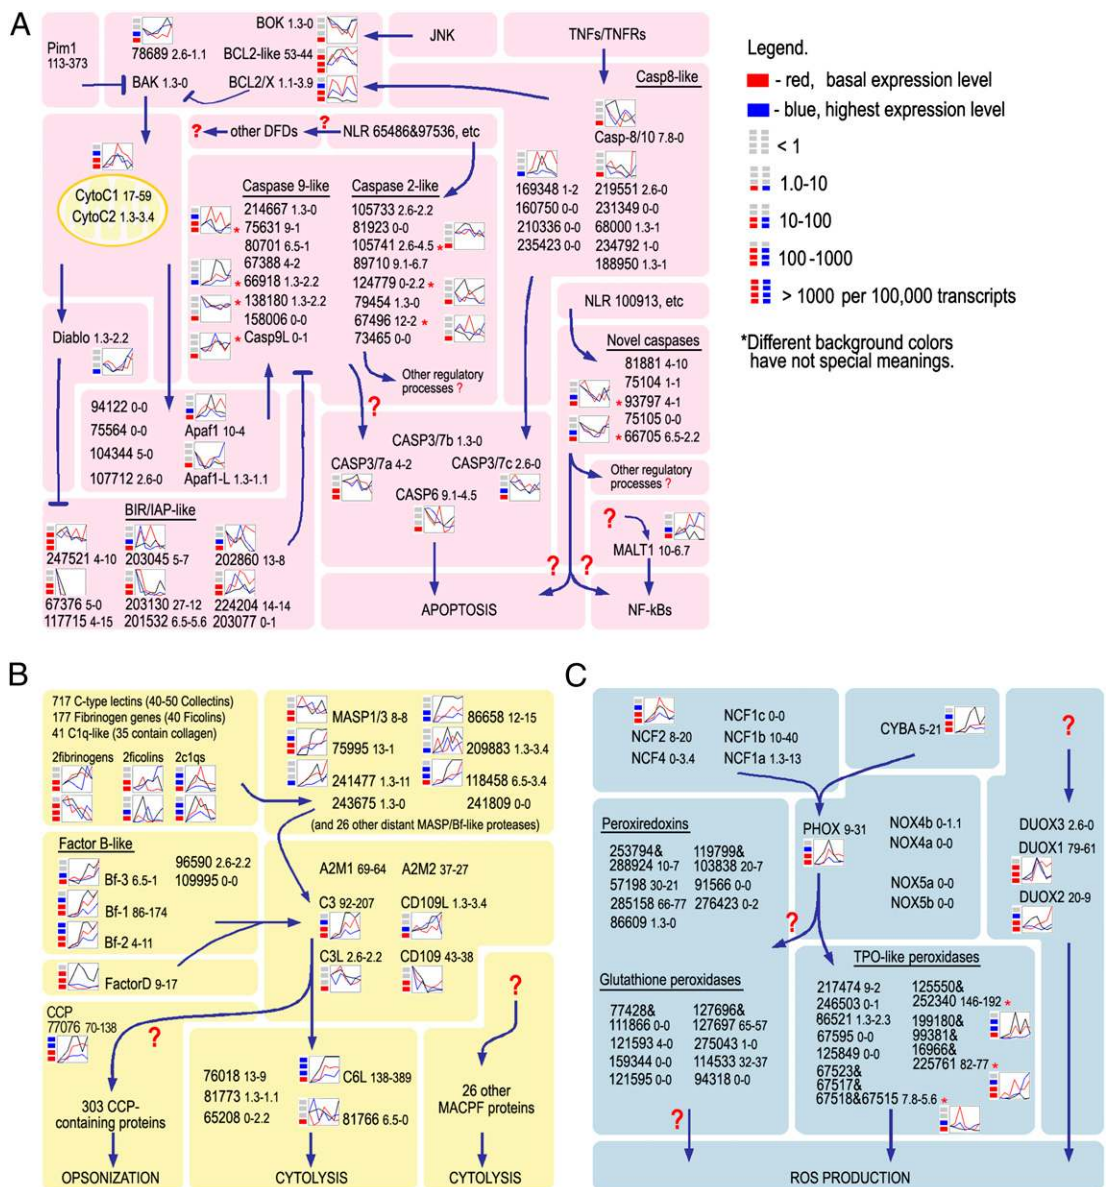 A
Pim1
113-373
78689 2.6-1.1
BAK 1.3-0
BOK 1.3-0
BCL2-like 53-44
BCL2/X 1.1-3.9
JNK
TNFs/TNFRs
Casp8-like
Casp-8/10 7.8-0
169348 1-2
160750 0-0
210336 0-0
235423 0-0
219551 2.6-0
231349 0-0
68000 1.3-1
234792 1-0
188950 1.3-1
? other DFDs ? NLR 65486&97536, etc
CytoC1 17-59
CytoC2 1.3-3.4
Caspase 9-like
214667 1.3-0
* 75631 9-1
80701 6.5-1
67388 4-2
* 66918 1.3-2.2
* 138180 1.3-2.2
158006 0-0
* Casp9L 0-1
Caspase 2-like
105733 2.6-2.2
81923 0-0
105741 2.6-4.5 *
89710 9.1-6.7
124779 0-2.2 *
79454 1.3-0
67496 12-2 *
73465 0-0
Other regulatory
processes ?
NLR 100913, etc
Novel caspases
81881 4-10
75104 1-1
* 93797 4-1
75105 0-0
* 66705 6.5-2.2
Other regulatory
processes ?
Diablo 1.3-2.2
94122 0-0
75564 0-0
104344 5-0
107712 2.6-0
Apaf1 10-4
Apaf1-L 1.3-1.1
?
CASP3/7b 1.3-0
CASP3/7a 4-2
CASP3/7c 2.6-0
CASP6 9.1-4.5
?
MALT1 10-6.7
BIR/IAP-like
247521 4-10
203045 5-7
202860 13-8
67376 5-0
117715 4-15
203130 27-12
201532 6.5-5.6
224204 14-14
203077 0-1
? ?
APOPTOSIS
NF-kBs
Legend.
- red, basal expression level
- blue, highest expression level
< 1
1.0-10
10-100
100-1000
> 1000 per 100,000 transcripts
*Different background colors
have not special meanings.
B
717 C-type lectins (40-50 Collectins)
177 Fibrinogen genes (40 Ficolins)
41 C1q-like (35 contain collagen)
2fibrinogens 2ficolins 2c1qs
MASP1/3 8-8
86658 12-15
75995 13-1
209883 1.3-3.4
241477 1.3-11
118458 6.5-3.4
243675 1.3-0
241809 0-0
(and 26 other distant MASP/Bf-like proteases)
Factor B-like
Bf-3 6.5-1
Bf-1 86-174
Bf-2 4-11
96590 2.6-2.2
109995 0-0
FactorD 9-17
A2M1 69-64
A2M2 37-27
C3 92-207
CD109L 1.3-3.4
C3L 2.6-2.2
CD109 43-38
CCP
77076 70-138
?
?
303 CCP-
containing proteins
76018 13-9
81773 1.3-1.1
65208 0-2.2
C6L 138-389
81766 6.5-0
26 other
MACPF proteins
OPSONIZATION
CYTOLYSIS
CYTOLYSIS
C
NCF2 8-20
NCF4 0-3.4
NCF1c 0-0
NCF1b 10-40
NCF1a 1.3-13
CYBA 5-21
?
Peroxiredoxins
253794&
288924 10-7
57198 30-21
285158 66-77
86609 1.3-0
119799&
103838 20-7
91566 0-0
276423 0-2
PHOX 9-31
NOX4b 0-1.1
NOX4a 0-0
NOX5a 0-0
NOX5b 0-0
DUOX3 2.6-0
DUOX1 79-61
DUOX2 20-9
?
Glutathione peroxidases
77428&
111866 0-0
121593 4-0
159344 0-0
121595 0-0
127696&
127697 65-57
275043 1-0
114533 32-37
94318 0-0
TPO-like peroxidases
217474 9-2
246503 0-1
86521 1.3-2.3
67595 0-0
125849 0-0
67523&
67517&
67518&67515 7.8-5.6 *
125550&
252340 146-192 *
199180&
99381&
16966&
225761 82-77 *
?
ROS PRODUCTION